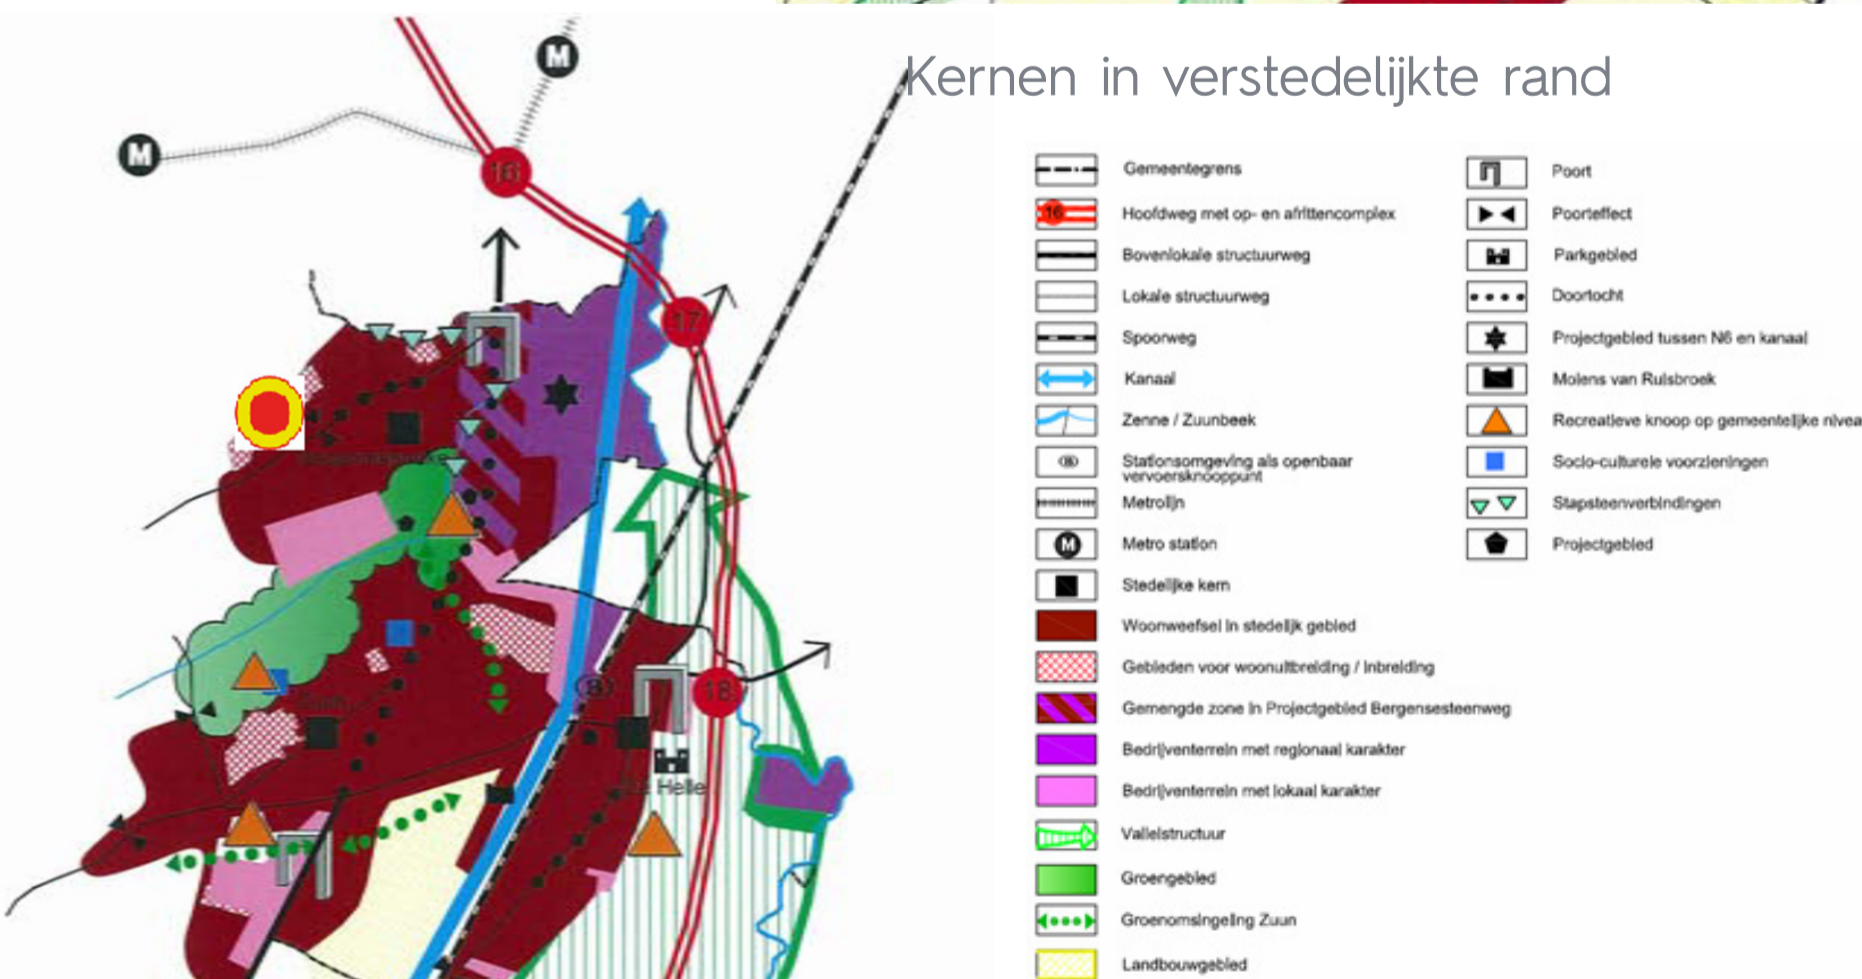 Kernen in verstedelijkte rand
M
M
16
17
18
B
De Helle
Gemeentegrens
16
Hoofdweg met op- en afrittencomplex
Bovenlokale structuurweg
Lokale structuurweg
Spoorweg
Kanaal
Zenne / Zuunbeek
B
Stationsomgeving als openbaar
vervoersknooppunt
Metrolijn
M
Metro station
Stedelijke kern
Woonweefsel in stedelijk gebied
Gebieden voor woonuitbreiding / inbreiding
Gemengde zone in Projectgebied Bergensesteenweg
Bedrijventerrein met regionaal karakter
Bedrijventerrein met lokaal karakter
Valleistructuur
Groengebied
Groenomsingeling Zuun
Landbouwgebied
Poort
Poorteffect
Parkgebied
Doortocht
Projectgebied tussen N6 en kanaal
Molens van Ruisbroek
Recreatieve knoop op gemeentelijke nivea
Socio-culturele voorzieningen
Stapsteenverbindingen
Projectgebied